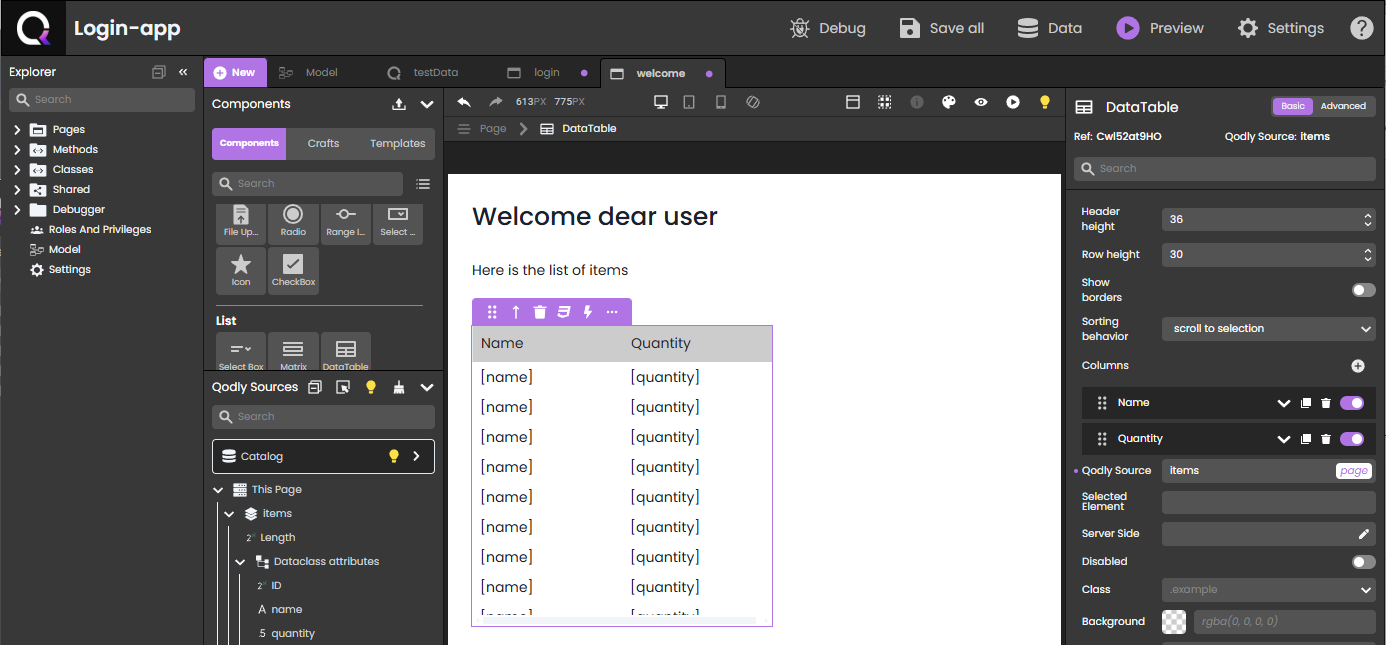 Login-app
Debug
Save all
Data
Preview
Settings
?
Explorer
Search
Pages
Methods
Classes
Shared
Debugger
Roles And Privileges
Model
Settings
New
Model
testData
login
welcome
Components
Components
Crafts
Templates
Search
File Up...
Radio
Range I...
Select ...
Icon
CheckBox
List
Select Box
Matrix
DataTable
Qodly Sources
Search
Catalog
This Page
items
Length
Dataclass attributes
ID
A name
.5 quantity
613PX 775PX
Page
DataTable
Welcome dear user
Here is the list of items
Name Quantity
[name] [quantity]
[name] [quantity]
[name] [quantity]
[name] [quantity]
[name] [quantity]
[name] [quantity]
[name] [quantity]
[name] [quantity]
[name] [quantity]
DataTable
Basic Advanced
Ref: Cwl52at9HO Qodly Source: items
Search
Header
height
36
Row height 30
Show
borders
Sorting
behavior
scroll to selection
Columns
Name
Quantity
Qodly Source items page
Selected
Element
Server Side
Disabled
Class .example
Background rgba(0, 0, 0, 0)